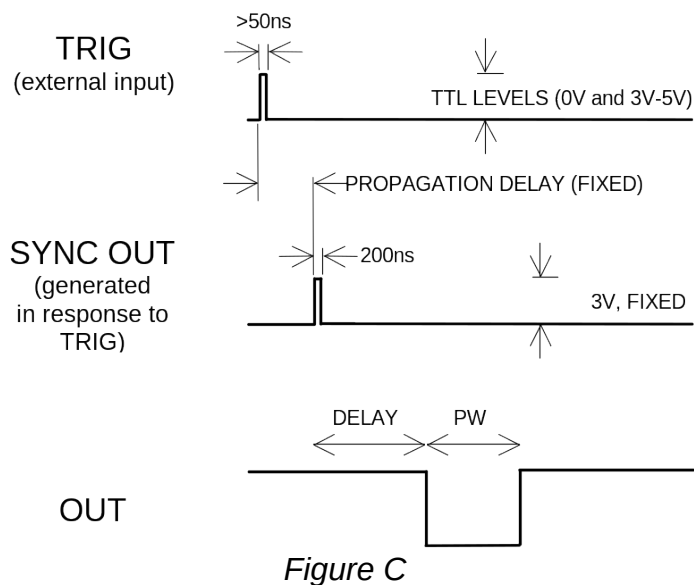 >50ns
TRIG
(external input)
TTL LEVELS (0V and 3V-5V)
PROPAGATION DELAY (FIXED)
SYNC OUT
(generated
in response to
TRIG)
200ns
3V, FIXED
DELAY
PW
OUT
Figure C